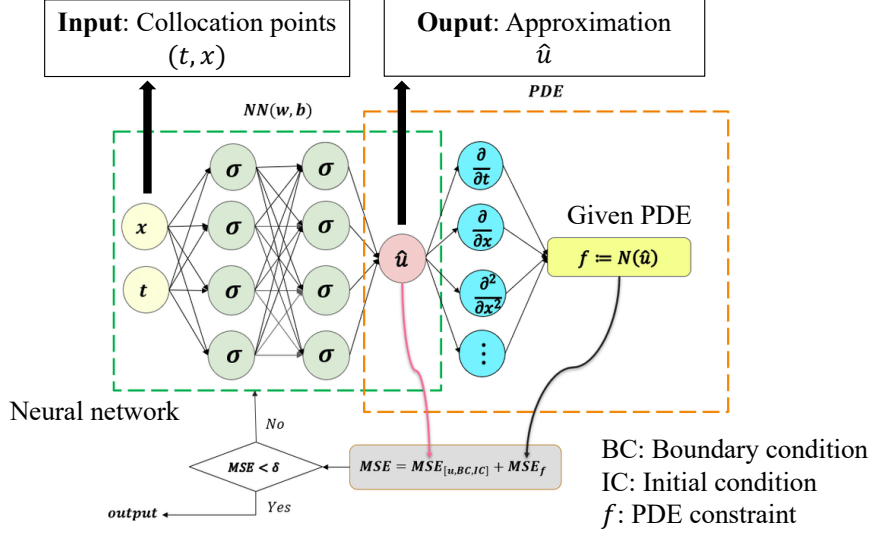 Input: Collocation points
(t, x)
Ouput: Approximation
û
NN(w, b)
PDE
σ
σ
∂/∂t
x
σ
σ
∂/∂x
Given PDE
û
f ≔ N(û)
t
σ
σ
∂²/∂x²
σ
σ
⋮
Neural network
No
MSE < δ
MSE = MSE[u,BC,IC] + MSEf
Yes
output
BC: Boundary condition
IC: Initial condition
f: PDE constraint